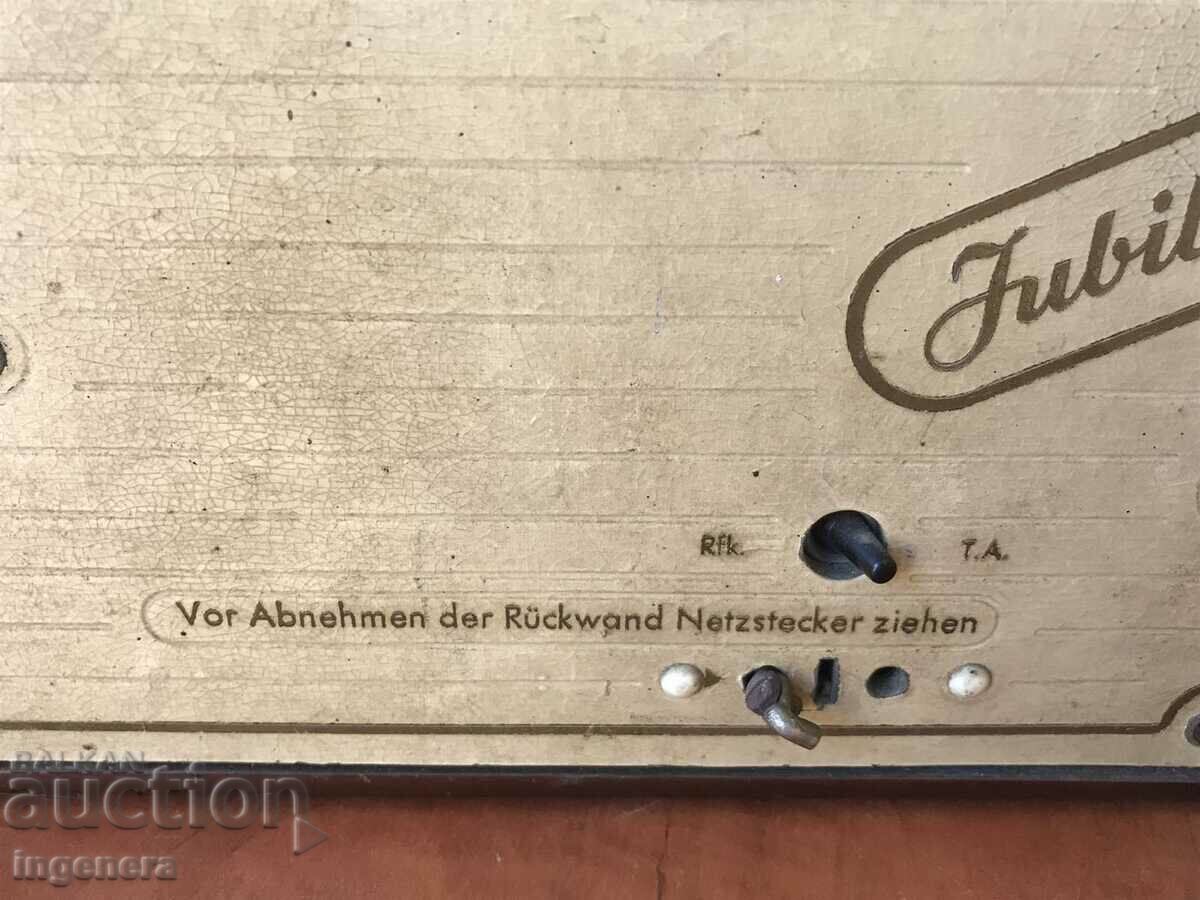 Jubil
Rfk. T.A.
Vor Abnehmen der Rückwand Netzstecker ziehen
BALKAN
auction
ingenera